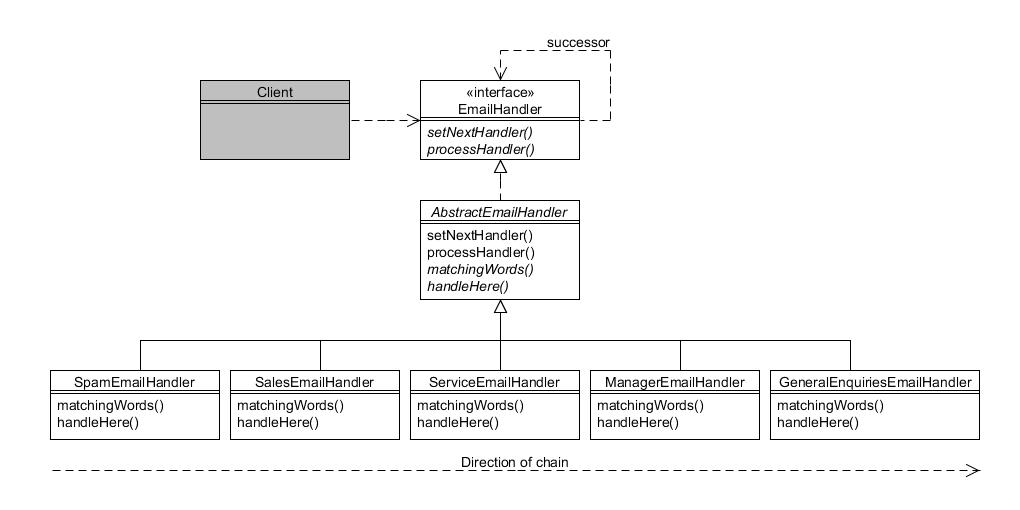 successor
Client
«interface»
EmailHandler
setNextHandler()
processHandler()
AbstractEmailHandler
setNextHandler()
processHandler()
matchingWords()
handleHere()
SpamEmailHandler
matchingWords()
handleHere()
SalesEmailHandler
matchingWords()
handleHere()
ServiceEmailHandler
matchingWords()
handleHere()
ManagerEmailHandler
matchingWords()
handleHere()
GeneralEnquiriesEmailHandler
matchingWords()
handleHere()
Direction of chain